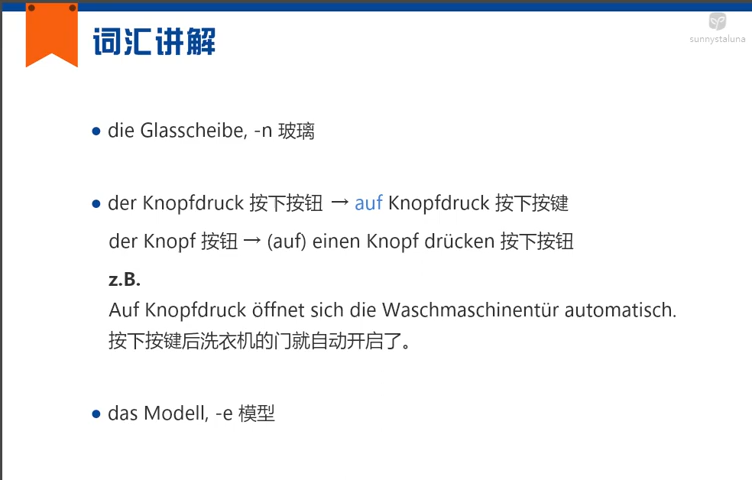 词汇讲解
sunnystaluna
• die Glasscheibe, -n 玻璃
• der Knopfdruck 按下按钮 → auf Knopfdruck 按下按键
der Knopf 按钮 → (auf) einen Knopf drücken 按下按钮
z.B.
Auf Knopfdruck öffnet sich die Waschmaschinentür automatisch.
按下按键后洗衣机的门就自动开启了。
• das Modell, -e 模型